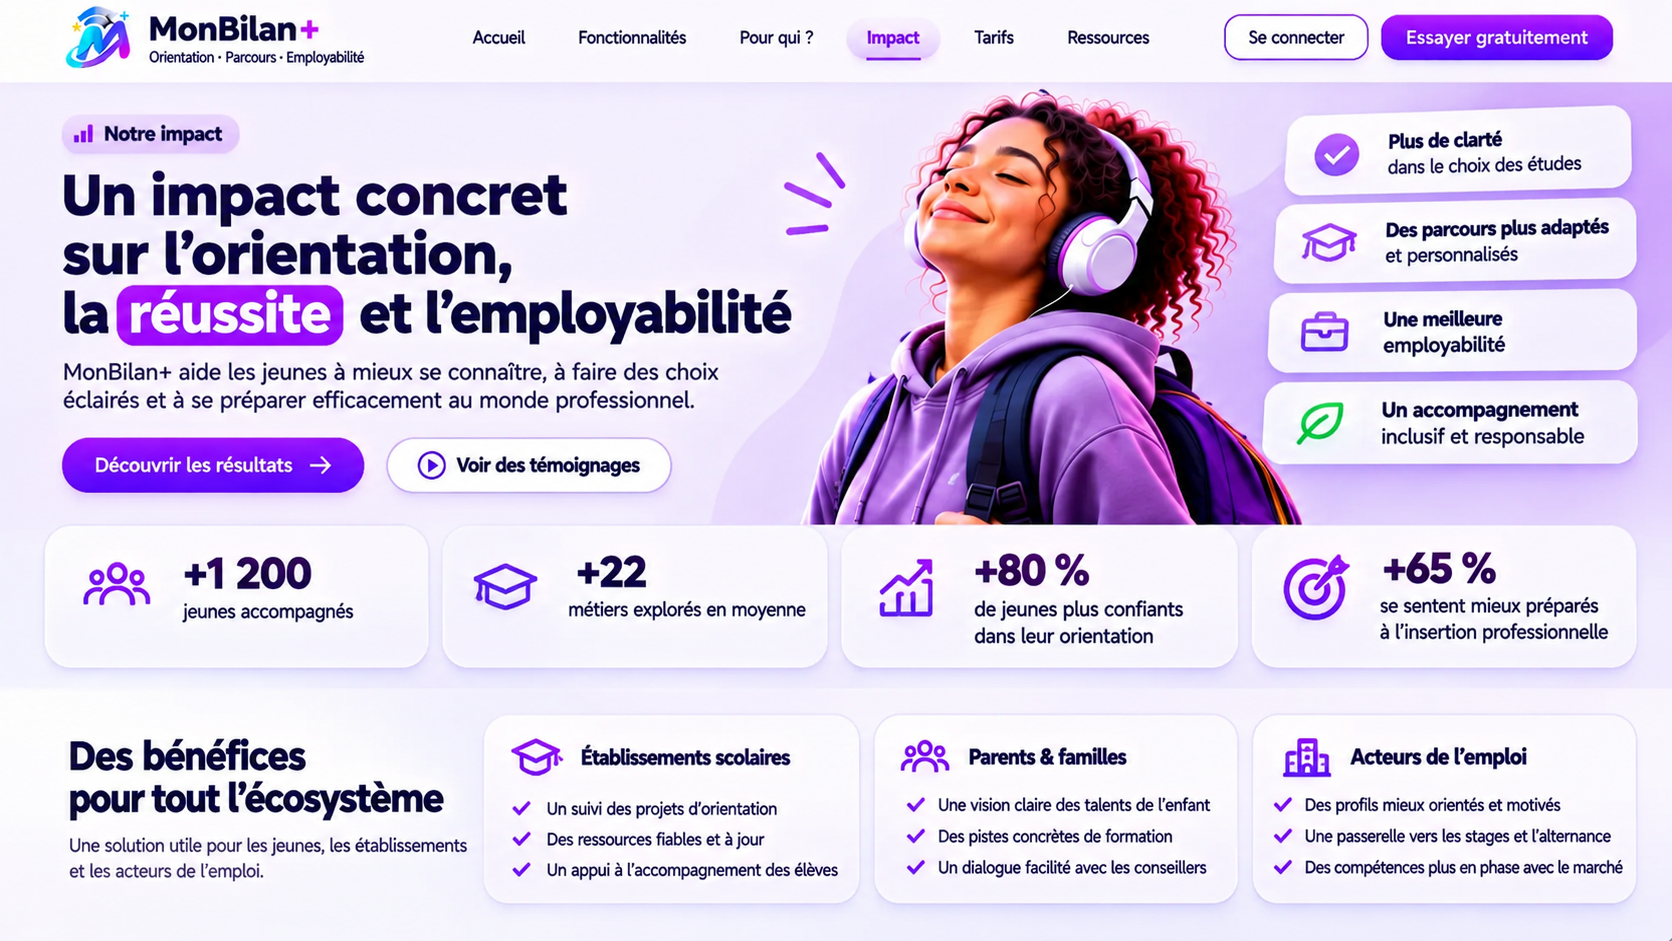 MonBilan+
Orientation · Parcours · Employabilité
Accueil
Fonctionnalités
Pour qui ?
Impact
Tarifs
Ressources
Se connecter
Essayer gratuitement
Notre impact
Un impact concret
sur l’orientation,
la réussite et l’employabilité
MonBilan+ aide les jeunes à mieux se connaître, à faire des choix
éclairés et à se préparer efficacement au monde professionnel.
Découvrir les résultats →
Voir des témoignages
Plus de clarté
dans le choix des études
Des parcours plus adaptés
et personnalisés
Une meilleure
employabilité
Un accompagnement
inclusif et responsable
+1 200
jeunes accompagnés
+22
métiers explorés en moyenne
+80 %
de jeunes plus confiants
dans leur orientation
+65 %
se sentent mieux préparés
à l’insertion professionnelle
Des bénéfices
pour tout l’écosystème
Une solution utile pour les jeunes, les établissements
et les acteurs de l’emploi.
Établissements scolaires
Un suivi des projets d’orientation
Des ressources fiables et à jour
Un appui à l’accompagnement des élèves
Parents & familles
Une vision claire des talents de l’enfant
Des pistes concrètes de formation
Un dialogue facilité avec les conseillers
Acteurs de l’emploi
Des profils mieux orientés et motivés
Une passerelle vers les stages et l’alternance
Des compétences plus en phase avec le marché